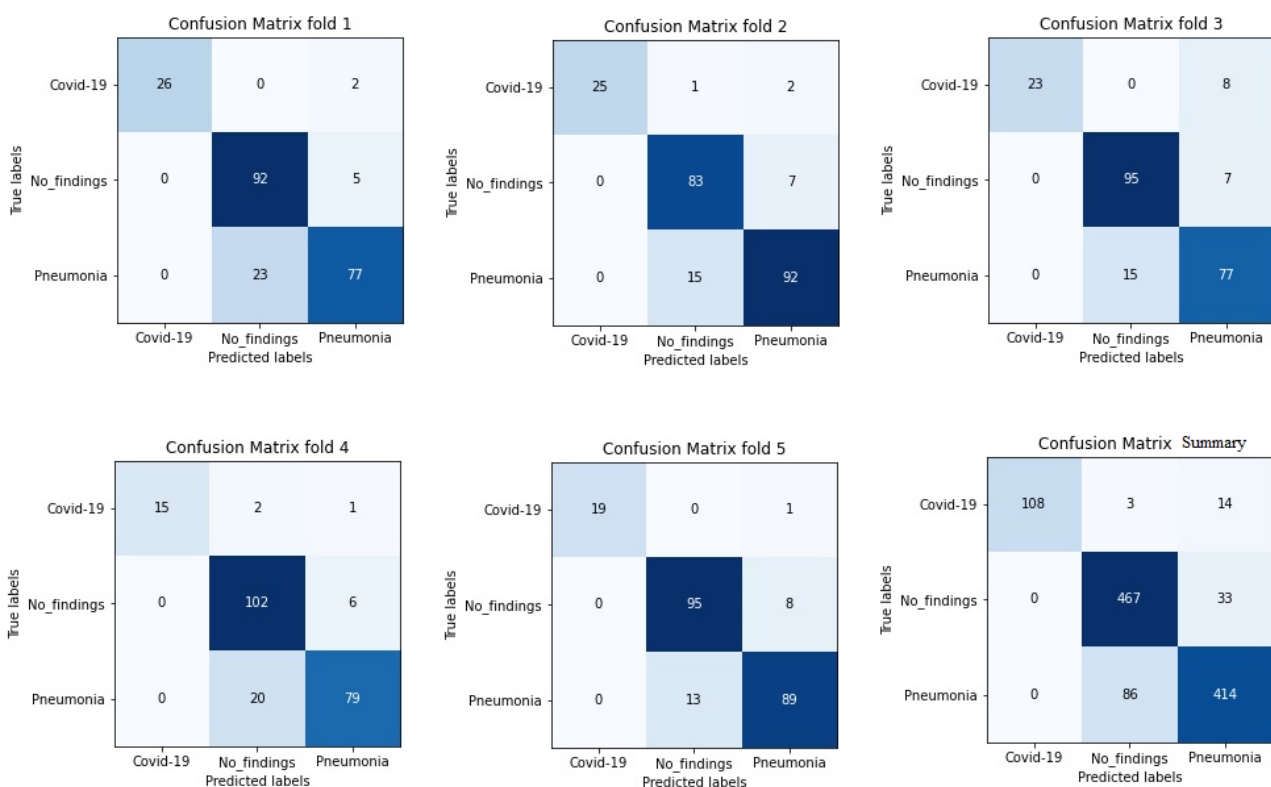 Confusion Matrix fold 1
Covid-19 26 0 2
No_findings 0 92 5
Pneumonia 0 23 77
True labels
Covid-19 No_findings Pneumonia
Predicted labels
Confusion Matrix fold 2
Covid-19 25 1 2
No_findings 0 83 7
Pneumonia 0 15 92
True labels
Covid-19 No_findings Pneumonia
Predicted labels
Confusion Matrix fold 3
Covid-19 23 0 8
No_findings 0 95 7
Pneumonia 0 15 77
True labels
Covid-19 No_findings Pneumonia
Predicted labels
Confusion Matrix fold 4
Covid-19 15 2 1
No_findings 0 102 6
Pneumonia 0 20 79
True labels
Covid-19 No_findings Pneumonia
Predicted labels
Confusion Matrix fold 5
Covid-19 19 0 1
No_findings 0 95 8
Pneumonia 0 13 89
True labels
Covid-19 No_findings Pneumonia
Predicted labels
Confusion Matrix Summary
Covid-19 108 3 14
No_findings 0 467 33
Pneumonia 0 86 414
True labels
Covid-19 No_findings Pneumonia
Predicted labels